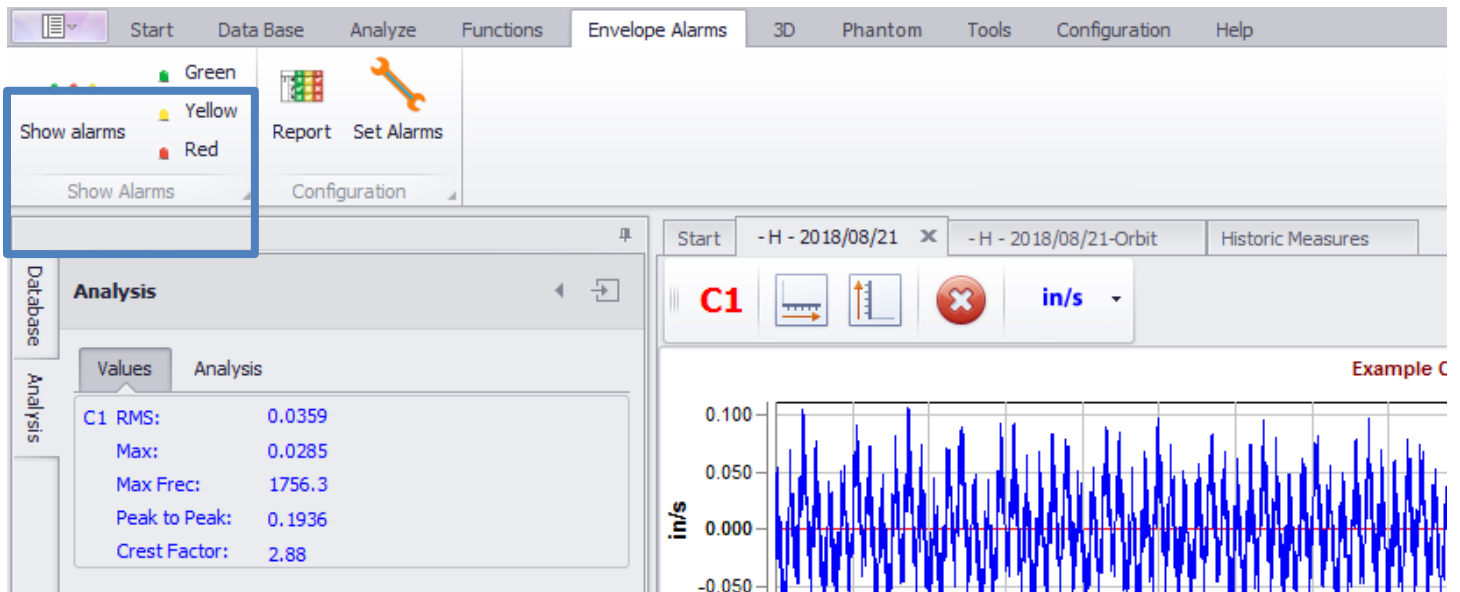 Start Data Base Analyze Functions Envelope Alarms 3D Phantom Tools Configuration Help
Green
Yellow
Red
Show alarms
Show Alarms
Report Set Alarms
Configuration
Start -H - 2018/08/21 -H - 2018/08/21-Orbit Historic Measures
Database
Analysis
Analysis
Values Analysis
C1 RMS: 0.0359
Max: 0.0285
Max Frec: 1756.3
Peak to Peak: 0.1936
Crest Factor: 2.88
C1 in/s
Example C
0.100
0.050
0.000
-0.050
in/s